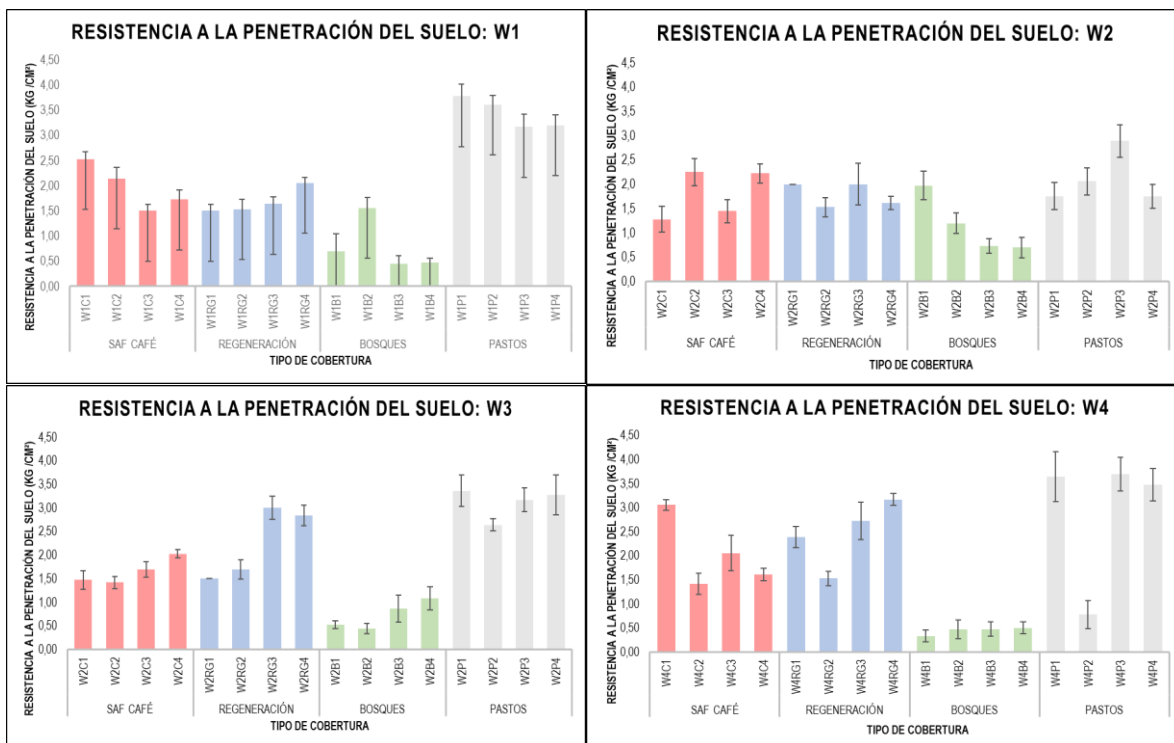 RESISTENCIA A LA PENETRACIÓN DEL SUELO: W1
RESISTENCIA A LA PENETRACIÓN DEL SUELO (KG /CM²)
4,50
4,00
3,50
3,00
2,50
2,00
1,50
1,00
0,50
0,00
W1C1 W1C2 W1C3 W1C4 W1RG1 W1RG2 W1RG3 W1RG4 W1B1 W1B2 W1B3 W1B4 W1P1 W1P2 W1P3 W1P4
SAF CAFÉ REGENERACIÓN BOSQUES PASTOS
TIPO DE COBERTURA
RESISTENCIA A LA PENETRACIÓN DEL SUELO: W2
RESISTENCIA A LA PENETRACIÓN DEL SUELO (KG /CM²)
4,5
4,0
3,5
3,0
2,5
2,0
1,5
1,0
0,5
0,0
W2C1 W2C2 W2C3 W2C4 W2RG1 W2RG2 W2RG3 W2RG4 W2B1 W2B2 W2B3 W2B4 W2P1 W2P2 W2P3 W2P4
SAF CAFÉ REGENERACIÓN BOSQUES PASTOS
TIPO DE COBERTURA
RESISTENCIA A LA PENETRACIÓN DEL SUELO: W3
RESISTENCIA A LA PENETRACIÓN DEL SUELO (KG /CM²)
4,50
4,00
3,50
3,00
2,50
2,00
1,50
1,00
0,50
0,00
W2C1 W2C2 W2C3 W2C4 W2RG1 W2RG2 W2RG3 W2RG4 W2B1 W2B2 W2B3 W2B4 W2P1 W2P2 W2P3 W2P4
SAF CAFÉ REGENERACIÓN BOSQUES PASTOS
TIPO DE COBERTURA
RESISTENCIA A LA PENETRACIÓN DEL SUELO: W4
RESISTENCIA A LA PENETRACIÓN DEL SUELO (KG /CM²)
4,50
4,00
3,50
3,00
2,50
2,00
1,50
1,00
0,50
0,00
W4C1 W4C2 W4C3 W4C4 W4RG1 W4RG2 W4RG3 W4RG4 W4B1 W4B2 W4B3 W4B4 W4P1 W4P2 W4P3 W4P4
SAF CAFÉ REGENERACIÓN BOSQUES PASTOS
TIPO DE COBERTURA